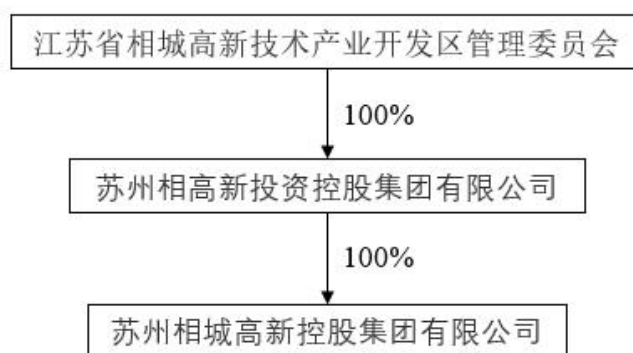 江苏省相城高新技术产业开发区管理委员会
100%
苏州相高新投资控股集团有限公司
100%
苏州相城高新控股集团有限公司